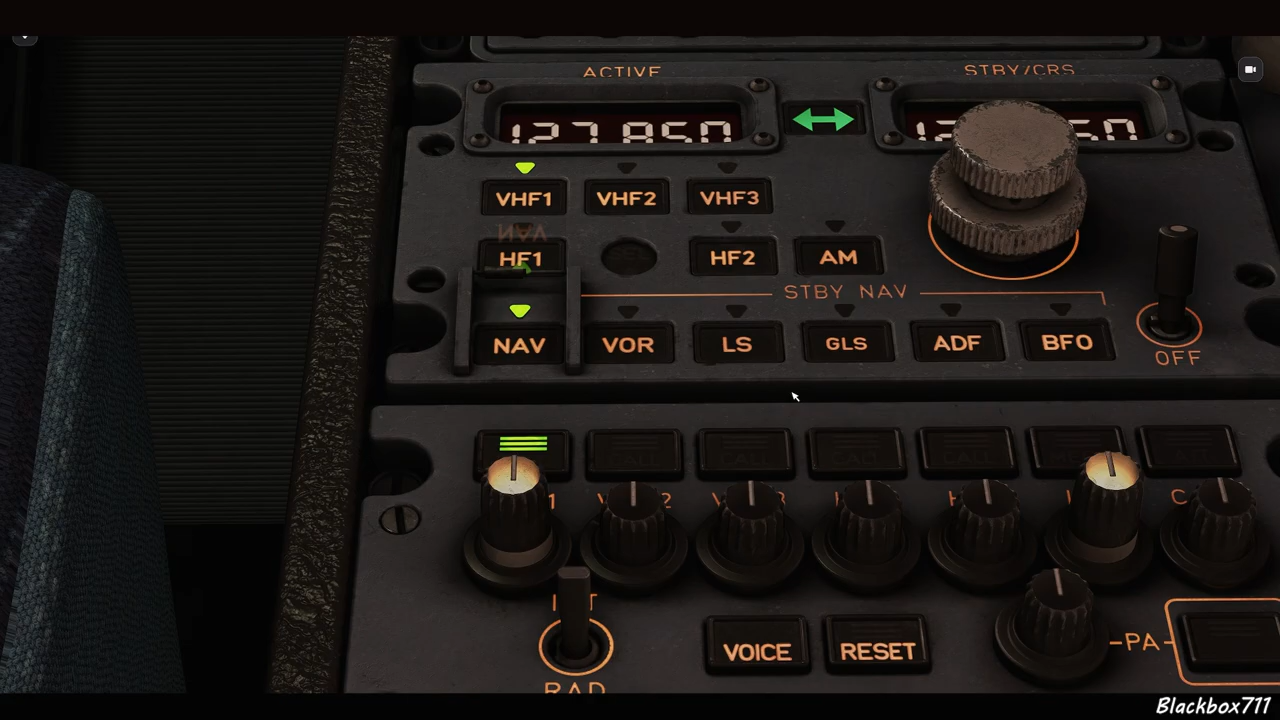 ACTIVE STBY/CRS
127.850
VHF1 VHF2 VHF3
NAV
HF1 HF2 AM
STBY NAV
NAV VOR LS GLS ADF BFO
OFF
VOICE RESET
PA
RAD
Blackbox711